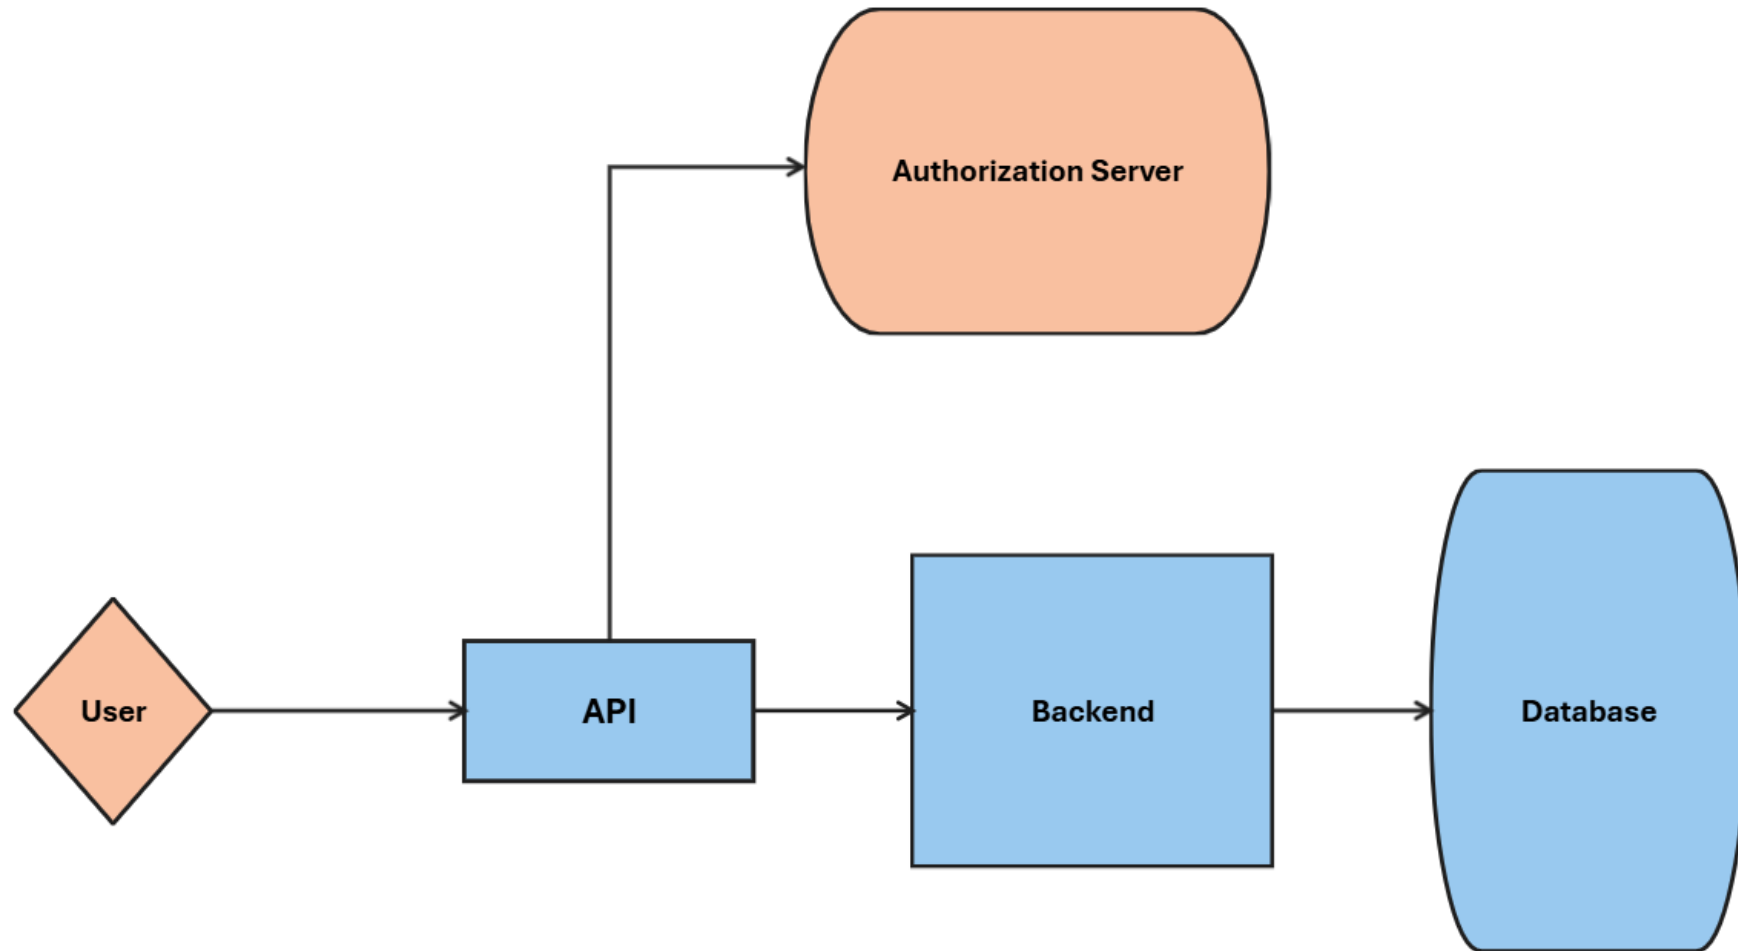 Authorization Server
User
API
Backend
Database